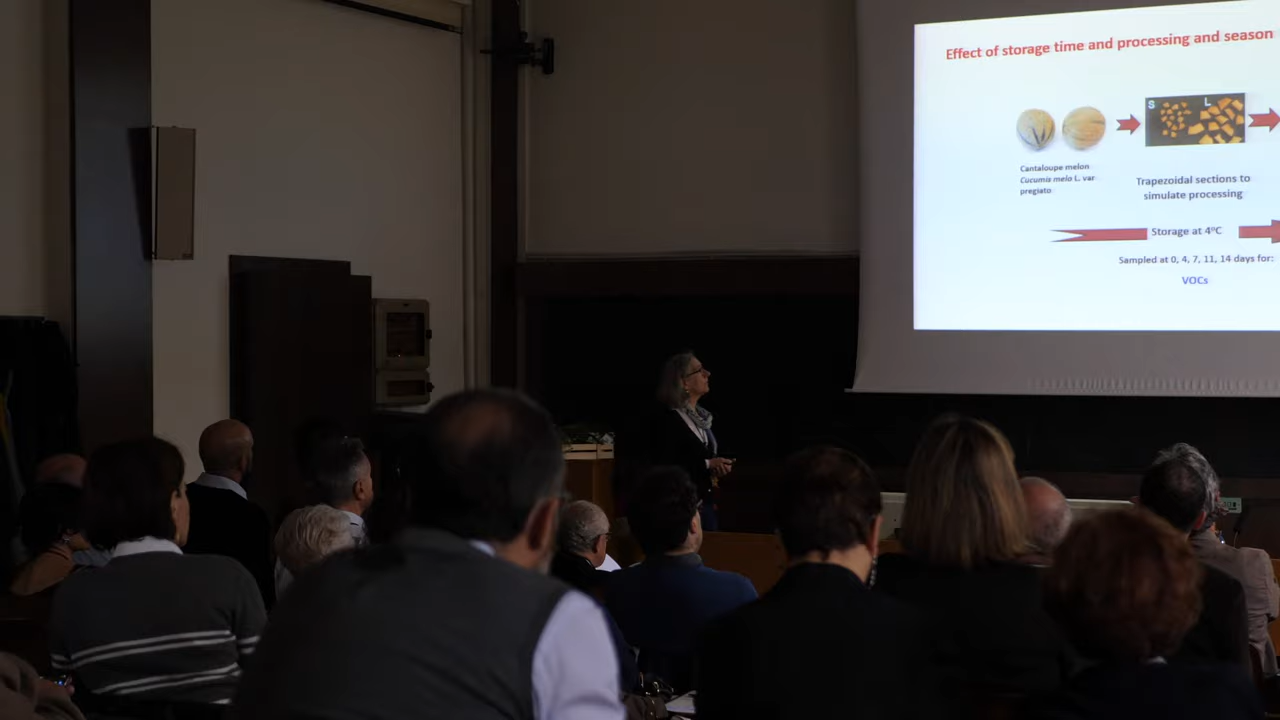 Effect of storage time and processing and season
S L
Cantaloupe melon
Cucumis melo L. var
pregiato
Trapezoidal sections to
simulate processing
Storage at 4ºC
Sampled at 0, 4, 7, 11, 14 days for:
VOCs